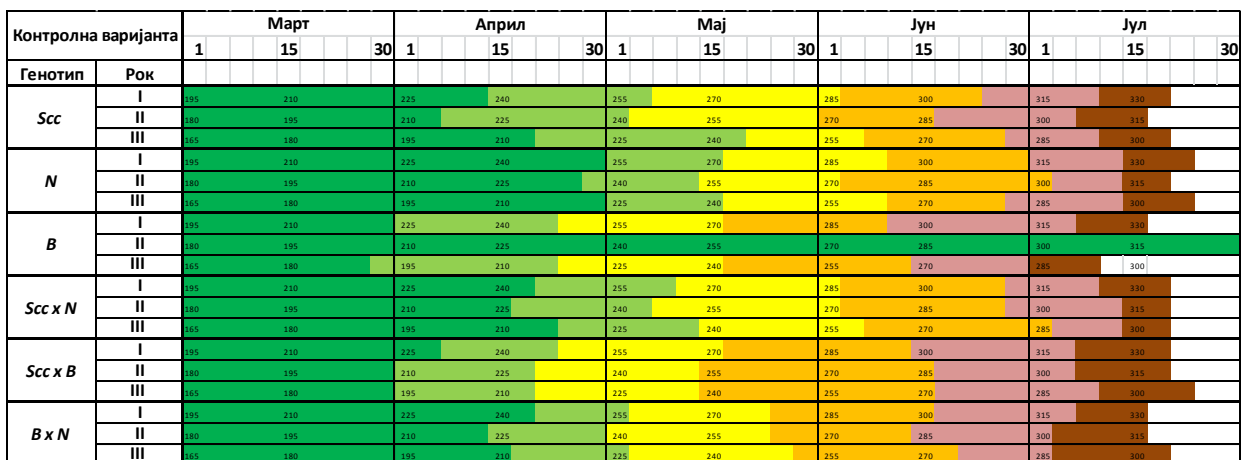 Контролна варијанта Март Април Мај Јун Јул
1 15 30 1 15 30 1 15 30 1 15 30 1 15 30
Генотип Рок
Scc I 195 210 225 240 255 270 285 300 315 330
II 180 195 210 225 240 255 270 285 300 315
III 165 180 195 210 225 240 255 270 285 300
N I 195 210 225 240 255 270 285 300 315 330
II 180 195 210 225 240 255 270 285 300 315
III 165 180 195 210 225 240 255 270 285 300
B I 195 210 225 240 255 270 285 300 315 330
II 180 195 210 225 240 255 270 285 300 315
III 165 180 195 210 225 240 255 270 285 300
Scc x N I 195 210 225 240 255 270 285 300 315 330
II 180 195 210 225 240 255 270 285 300 315
III 165 180 195 210 225 240 255 270 285 300
Scc x B I 195 210 225 240 255 270 285 300 315 330
II 180 195 210 225 240 255 270 285 300 315
III 165 180 195 210 225 240 255 270 285 300
B x N I 195 210 225 240 255 270 285 300 315 330
II 180 195 210 225 240 255 270 285 300 315
III 165 180 195 210 225 240 255 270 285 300